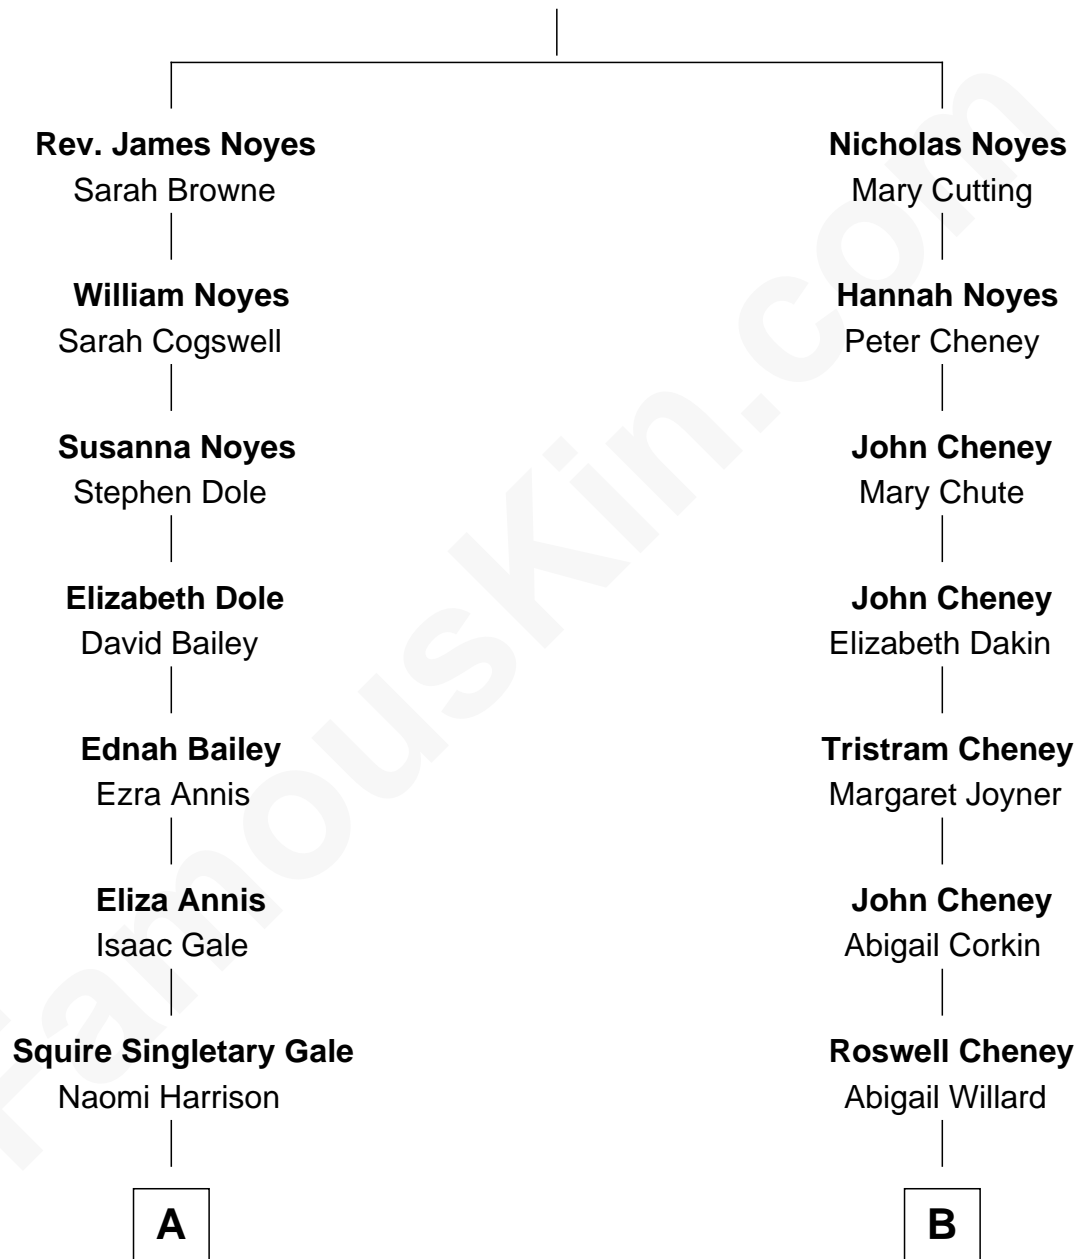 Rev. James Noyes
Sarah Browne
William Noyes
Sarah Cogswell
Susanna Noyes
Stephen Dole
Elizabeth Dole
David Bailey
Ednah Bailey
Ezra Annis
Eliza Annis
Isaac Gale
Squire Singletary Gale
Naomi Harrison
A
Nicholas Noyes
Mary Cutting
Hannah Noyes
Peter Cheney
John Cheney
Mary Chute
John Cheney
Elizabeth Dakin
Tristram Cheney
Margaret Joyner
John Cheney
Abigail Corkin
Roswell Cheney
Abigail Willard
B
FamousKin.com